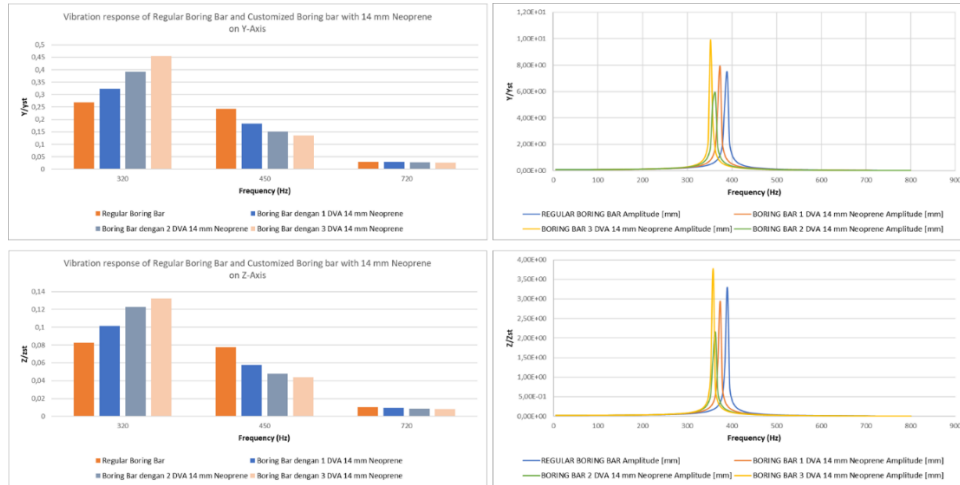 Vibration response of Regular Boring Bar and Customized Boring bar with 14 mm Neoprene
on Y-Axis
0,5
0,45
0,4
0,35
0,3
0,25
0,2
0,15
0,1
0,05
0
Y/yst
320
450
720
Frequency (Hz)
Regular Boring Bar
Boring Bar dengan 1 DVA 14 mm Neoprene
Boring Bar dengan 2 DVA 14 mm Neoprene
Boring Bar dengan 3 DVA 14 mm Neoprene
1,20E+01
1,00E+01
8,00E+00
6,00E+00
4,00E+00
2,00E+00
0,00E+00
Y/Yst
0
100
200
300
400
500
600
700
800
900
Frequency (Hz)
REGULAR BORING BAR Amplitude [mm]
BORING BAR 1 DVA 14 mm Neoprene Amplitude [mm]
BORING BAR 3 DVA 14 mm Neoprene Amplitude [mm]
BORING BAR 2 DVA 14 mm Neoprene Amplitude [mm]
Vibration response of Regular Boring Bar and Customized Boring bar with 14 mm Neoprene
on Z-Axis
0,14
0,12
0,1
0,08
0,06
0,04
0,02
0
Z/zst
320
450
720
Frequency (Hz)
Regular Boring Bar
Boring Bar dengan 1 DVA 14 mm Neoprene
Boring Bar dengan 2 DVA 14 mm Neoprene
Boring Bar dengan 3 DVA 14 mm Neoprene
4,00E+00
3,50E+00
3,00E+00
2,50E+00
2,00E+00
1,50E+00
1,00E+00
5,00E-01
0,00E+00
Z/Zst
0
100
200
300
400
500
600
700
800
900
Frequency (Hz)
REGULAR BORING BAR Amplitude [mm]
BORING BAR 1 DVA 14 mm Neoprene Amplitude [mm]
BORING BAR 2 DVA 14 mm Neoprene Amplitude [mm]
BORING BAR 3 DVA 14 mm Neoprene Amplitude [mm]